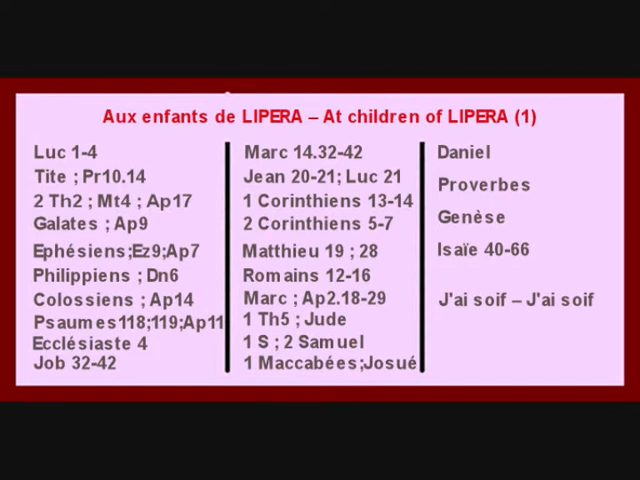 Aux enfants de LIPERA – At children of LIPERA (1)
Luc 1-4
Tite ; Pr10.14
2 Th2 ; Mt4 ; Ap17
Galates ; Ap9
Ephésiens;Ez9;Ap7
Philippiens ; Dn6
Colossiens ; Ap14
Psaumes118;119;Ap11
Ecclésiaste 4
Job 32-42
Marc 14.32-42
Jean 20-21; Luc 21
1 Corinthiens 13-14
2 Corinthiens 5-7
Matthieu 19 ; 28
Romains 12-16
Marc ; Ap2.18-29
1 Th5 ; Jude
1 S ; 2 Samuel
1 Maccabées;Josué
Daniel
Proverbes
Genèse
Isaïe 40-66
J'ai soif – J'ai soif